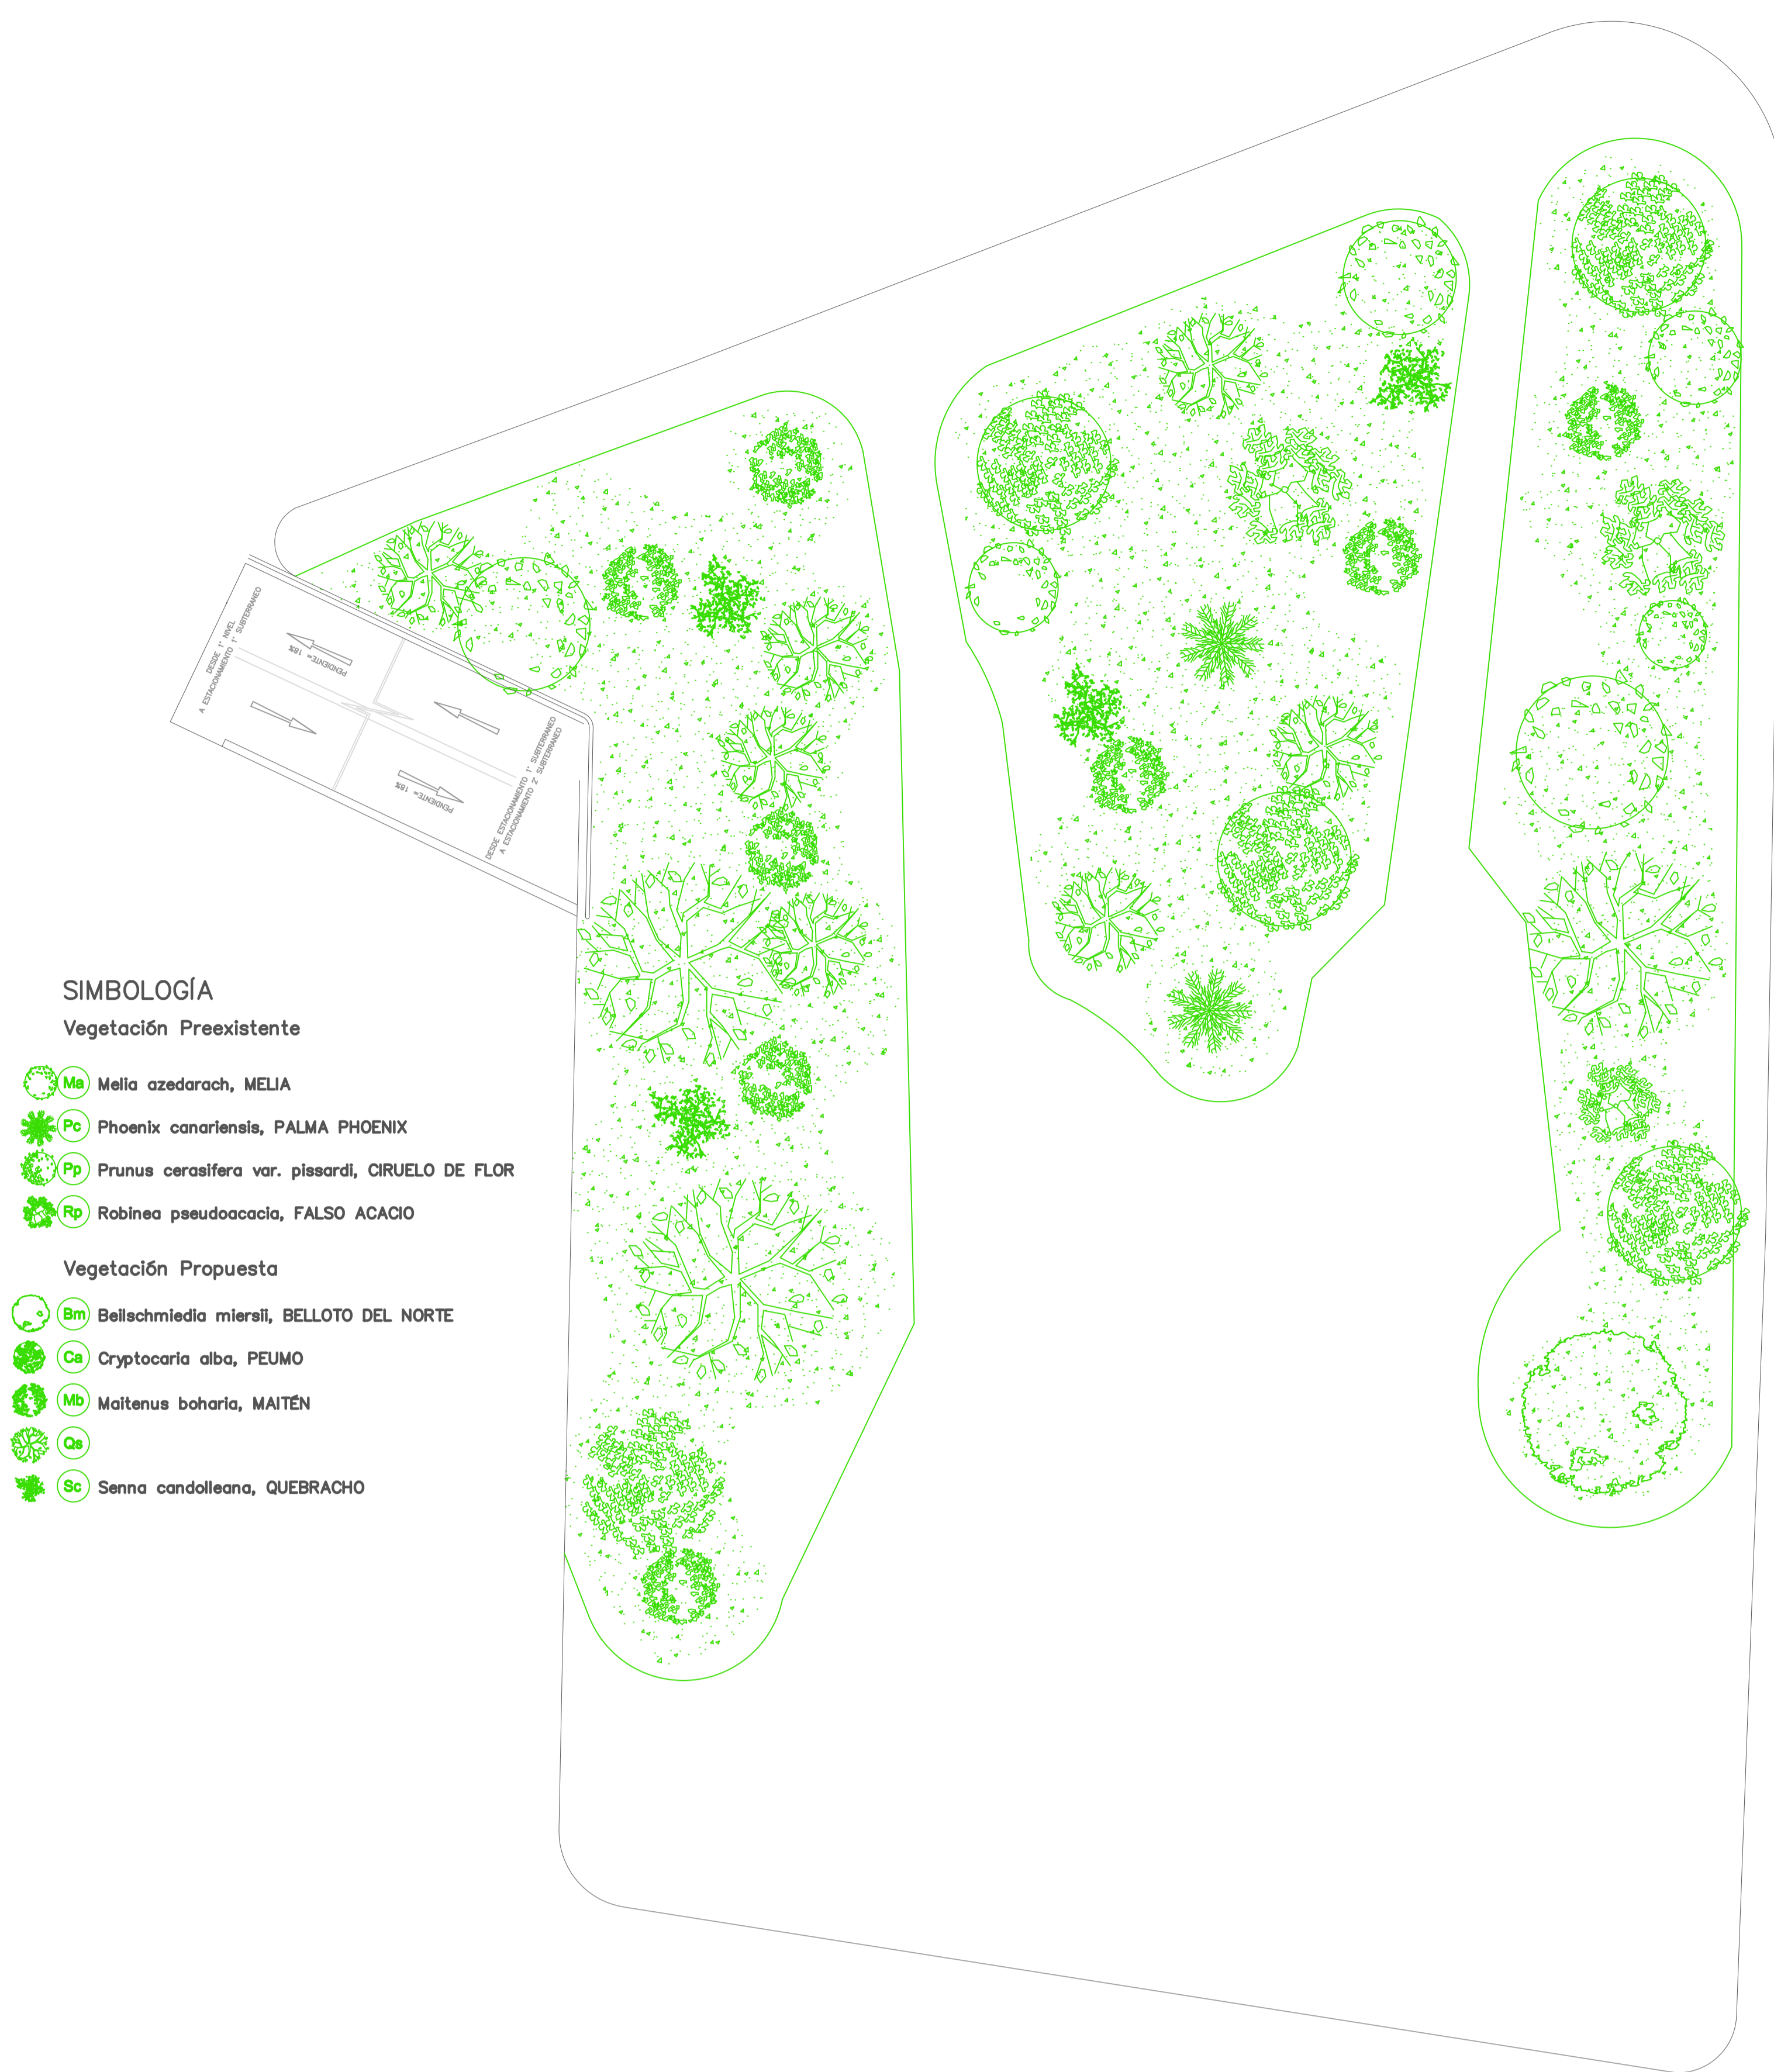 DESDE 1° NIVEL
A ESTACIONAMIENTO 1° SUBTERRANEO
PENDIENTE= 18%
PENDIENTE= 18%
DESDE ESTACIONAMIENTO 1° SUBTERRANEO
A ESTACIONAMIENTO 2° SUBTERRANEO
SIMBOLOGÍA
Vegetación Preexistente
Ma Melia azedarach, MELIA
Pc Phoenix canariensis, PALMA PHOENIX
Pp Prunus cerasifera var. pissardi, CIRUELO DE FLOR
Rp Robinea pseudoacacia, FALSO ACACIO
Vegetación Propuesta
Bm Beilschmiedia miersii, BELLOTO DEL NORTE
Ca Cryptocaria alba, PEUMO
Mb Maitenus boharia, MAITÉN
Qs
Sc Senna candolleana, QUEBRACHO